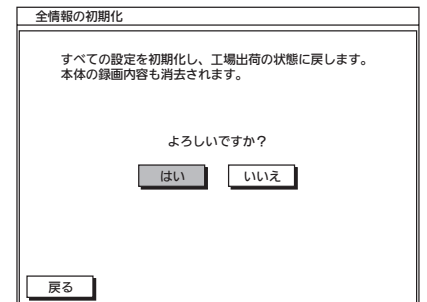 全情報の初期化
すべての設定を初期化し、工場出荷の状態に戻します。
本体の録画内容も消去されます。
よろしいですか？
はい
いいえ
戻る